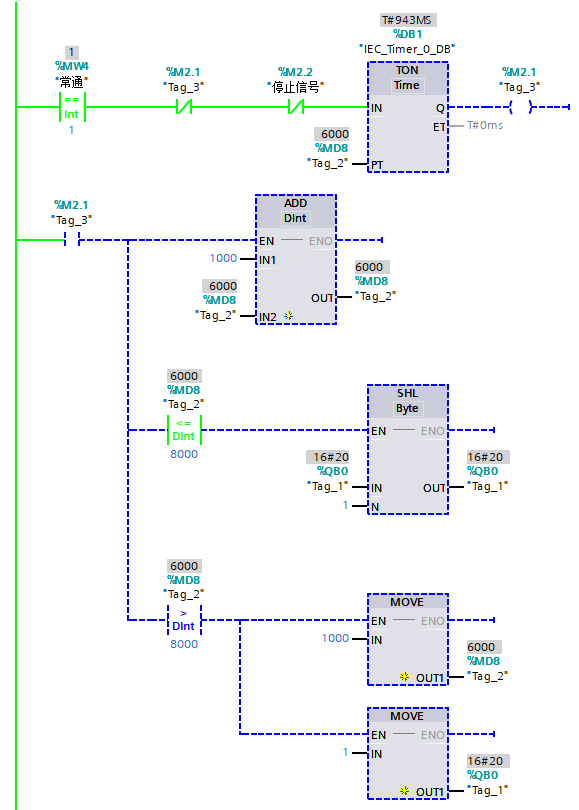 T#943MS
%DB1
"IEC_Timer_0_DB"
1
%MW4
"常通"
==
Int
1
%M2.1
"Tag_3"
%M2.2
"停止信号"
TON
Time
IN
Q
ET
T#0ms
6000
%MD8
"Tag_2"
PT
%M2.1
"Tag_3"
%M2.1
"Tag_3"
ADD
DInt
EN
ENO
1000
IN1
6000
%MD8
"Tag_2"
IN2
OUT
6000
%MD8
"Tag_2"
6000
%MD8
"Tag_2"
<=
DInt
8000
SHL
Byte
EN
ENO
16#20
%QB0
"Tag_1"
IN
1
N
OUT
16#20
%QB0
"Tag_1"
6000
%MD8
"Tag_2"
>
DInt
8000
MOVE
EN
ENO
1000
IN
OUT1
6000
%MD8
"Tag_2"
MOVE
EN
ENO
1
IN
OUT1
16#20
%QB0
"Tag_1"